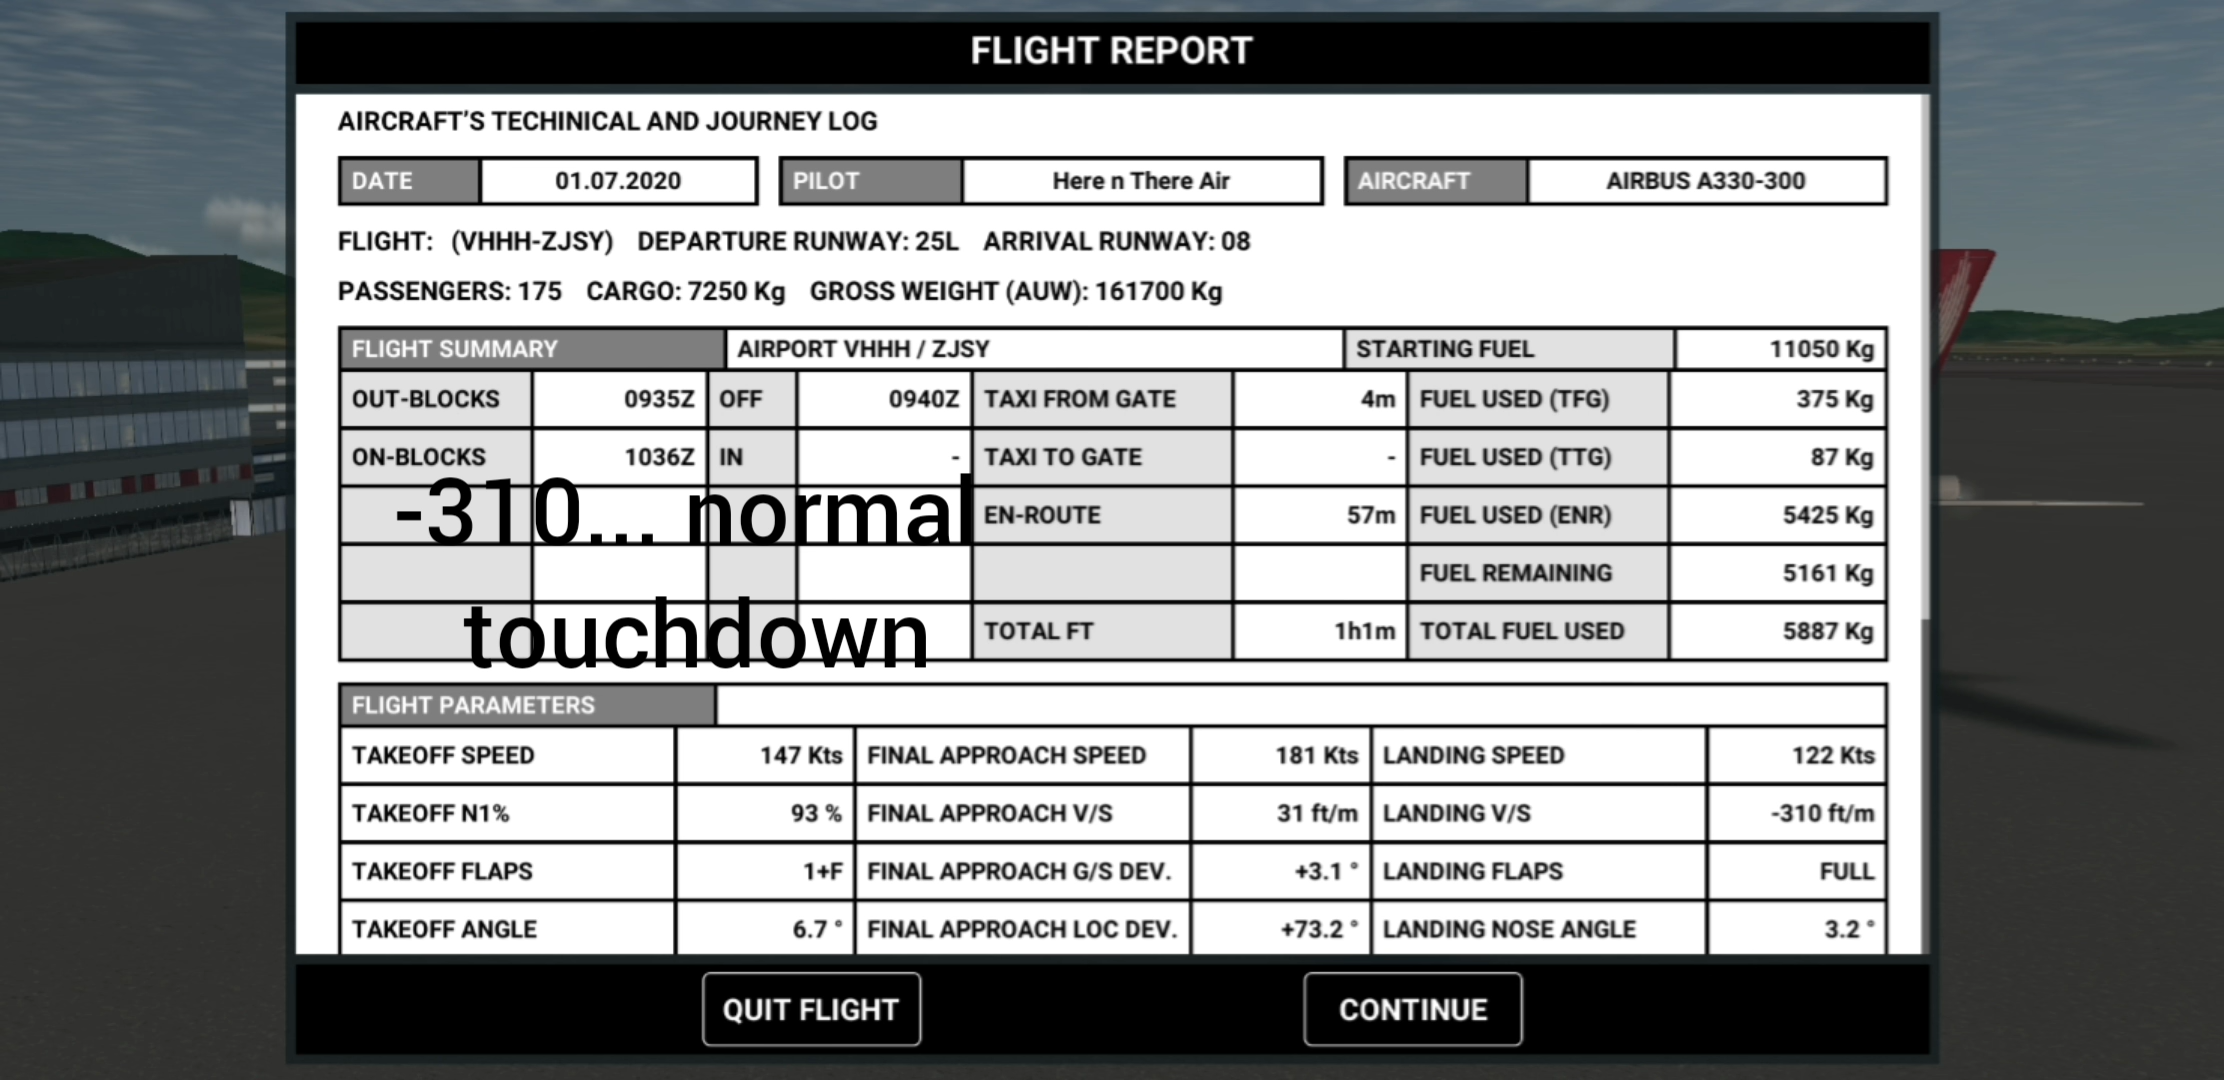 FLIGHT REPORT
AIRCRAFT'S TECHINICAL AND JOURNEY LOG
DATE 01.07.2020 PILOT Here n There Air AIRCRAFT AIRBUS A330-300
FLIGHT: (VHHH-ZJSY) DEPARTURE RUNWAY: 25L ARRIVAL RUNWAY: 08
PASSENGERS: 175 CARGO: 7250 Kg GROSS WEIGHT (AUW): 161700 Kg
FLIGHT SUMMARY AIRPORT VHHH / ZJSY STARTING FUEL 11050 Kg
OUT-BLOCKS 0935Z OFF 0940Z TAXI FROM GATE 4m FUEL USED (TFG) 375 Kg
ON-BLOCKS 1036Z IN - TAXI TO GATE - FUEL USED (TTG) 87 Kg
-310... normal EN-ROUTE 57m FUEL USED (ENR) 5425 Kg
FUEL REMAINING 5161 Kg
touchdown TOTAL FT 1h1m TOTAL FUEL USED 5887 Kg
FLIGHT PARAMETERS
TAKEOFF SPEED 147 Kts FINAL APPROACH SPEED 181 Kts LANDING SPEED 122 Kts
TAKEOFF N1% 93 % FINAL APPROACH V/S 31 ft/m LANDING V/S -310 ft/m
TAKEOFF FLAPS 1+F FINAL APPROACH G/S DEV. +3.1 ° LANDING FLAPS FULL
TAKEOFF ANGLE 6.7 ° FINAL APPROACH LOC DEV. +73.2 ° LANDING NOSE ANGLE 3.2 °
QUIT FLIGHT CONTINUE